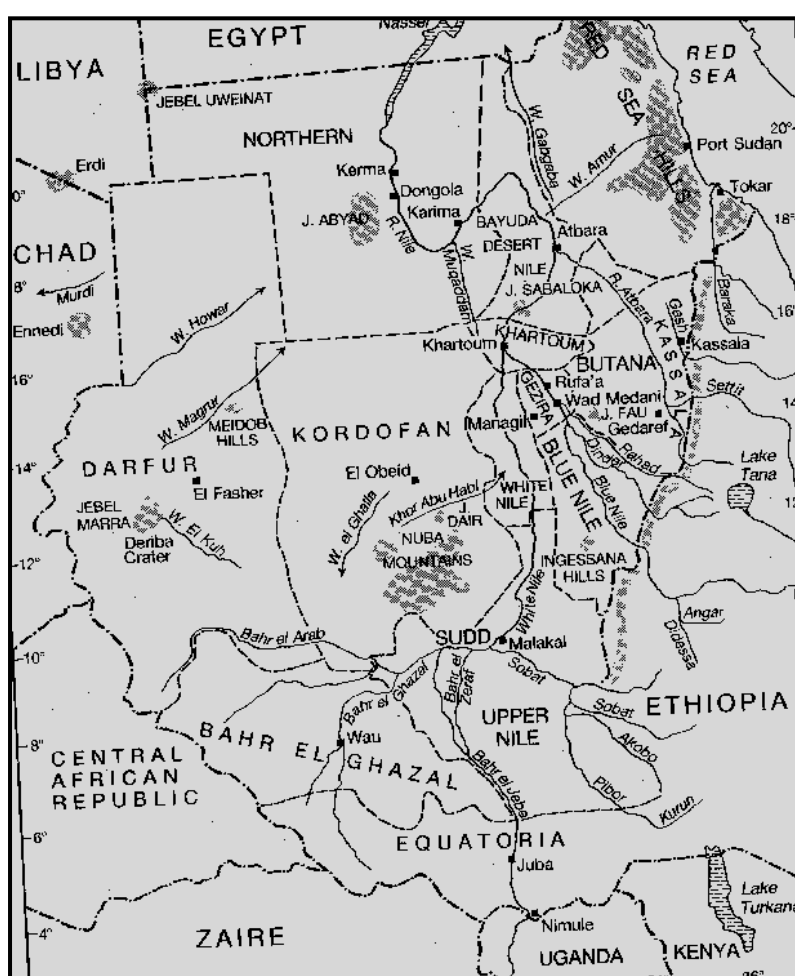 Nasser
EGYPT
LIBYA
RED
SEA
RED
SEA
HILLS
JEBEL UWEINAT
NORTHERN
W. Gabgaba
20°
W. Amur
Port Sudan
Erdi
Kerma
Dongola
Tokar
Karima
J. ABYAD
R. Nile
BAYUDA
DESERT
Atbara
18°
CHAD
W.
Muqaddam
NILE
J. SABALOKA
R. Atbara
Baraka
8°
Murdi
16°
Ennedi
W. Howar
Gash
KASSALA
Kassala
Khartoum
KHARTOUM
BUTANA
16°
Rufa'a
Settit
14
W. Magrur
GEZIRA
Wad Medani
MEIDOB
HILLS
KORDOFAN
Managil
J. FAU
Gedaref
14°
DARFUR
El Fasher
El Obeid
BLUE NILE
Dinder
Rahad
Lake
Tana
Khor Abu Habl
WHITE
NILE
Blue Nile
12
JEBEL
MARRA
Deriba
Crater
W. El Kuh
W. el Ghalla
J.
DAIR
NUBA
MOUNTAINS
12°
INGESSANA
HILLS
White Nile
Angar
Didessa
Bahr el Arab
SUDD
Malakal
10°
Bahr el Ghazal
Bahr el
Zeraf
Sobat
ETHIOPIA
UPPER
NILE
Sobat
BAHR EL GHAZAL
Wau
Akobo
CENTRAL
AFRICAN
REPUBLIC
8°
Bahr el Jebel
Pibor
Kurun
6°
EQUATORIA
Juba
Lake
Turkana
4°
ZAIRE
Nimule
UGANDA
KENYA